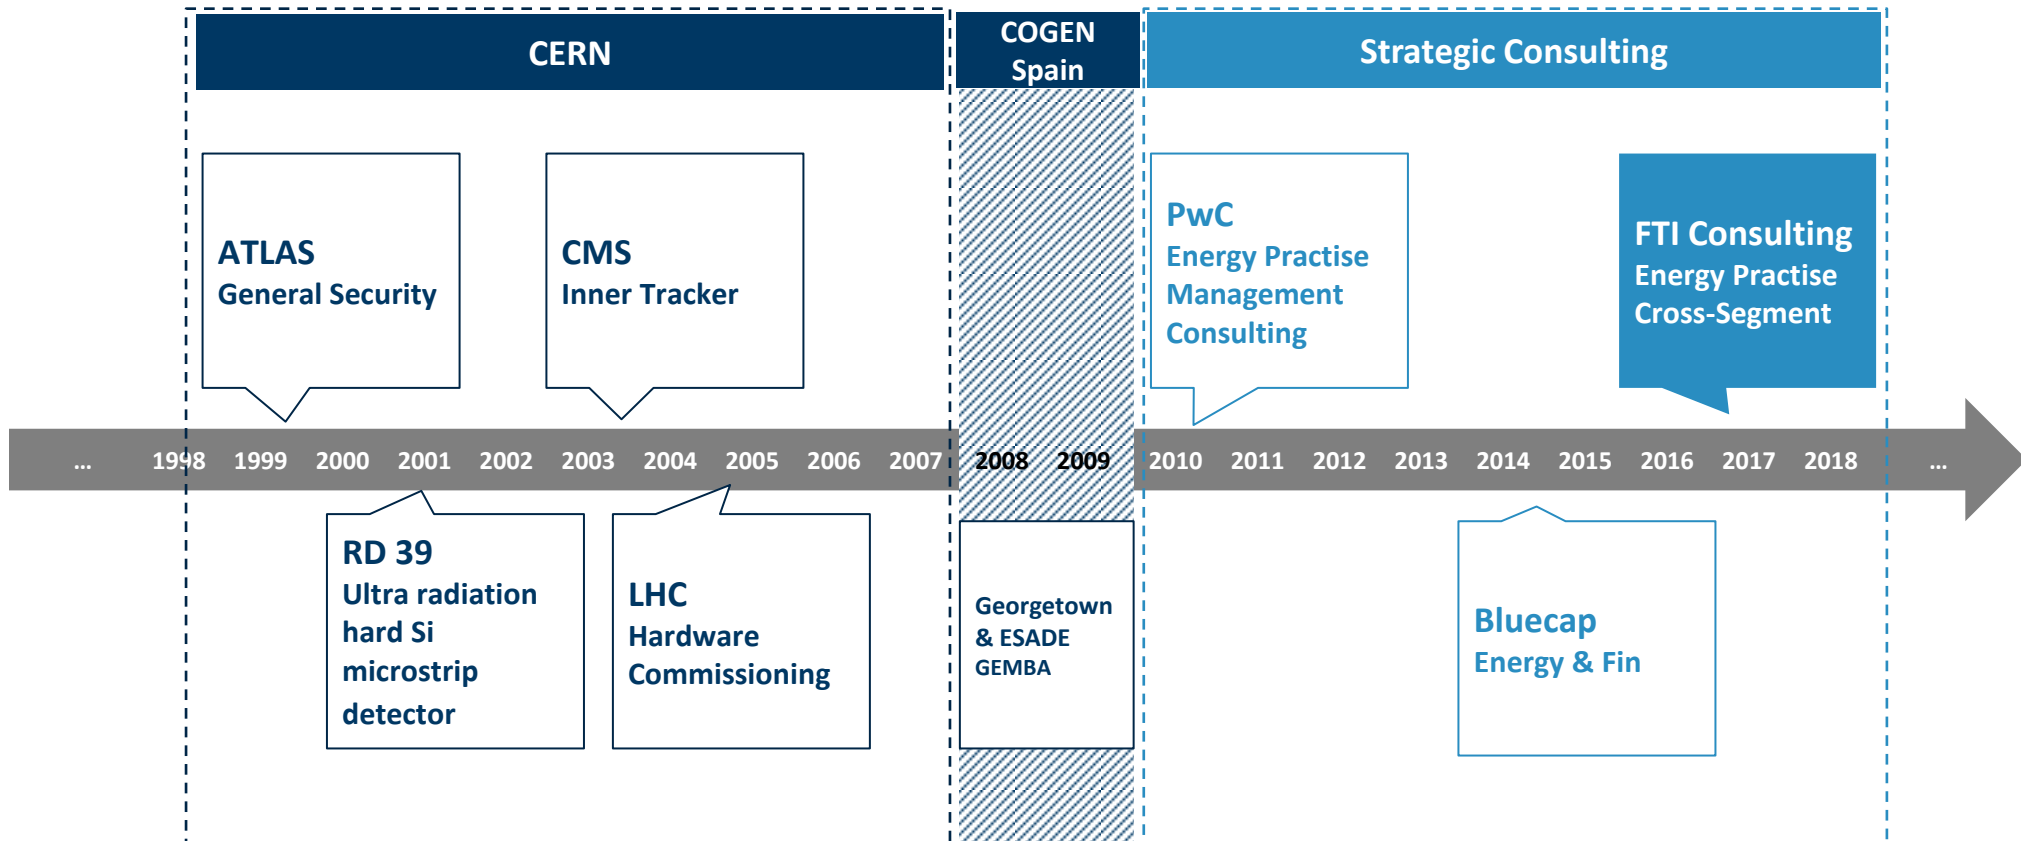 CERN
COGEN
Spain
Strategic Consulting
ATLAS
General Security
CMS
Inner Tracker
PwC
Energy Practise
Management
Consulting
FTI Consulting
Energy Practise
Cross-Segment
... 1998 1999 2000 2001 2002 2003 2004 2005 2006 2007 2008 2009 2010 2011 2012 2013 2014 2015 2016 2017 2018 ...
RD 39
Ultra radiation
hard Si
microstrip
detector
LHC
Hardware
Commissioning
Georgetown
& ESADE
GEMBA
Bluecap
Energy & Fin